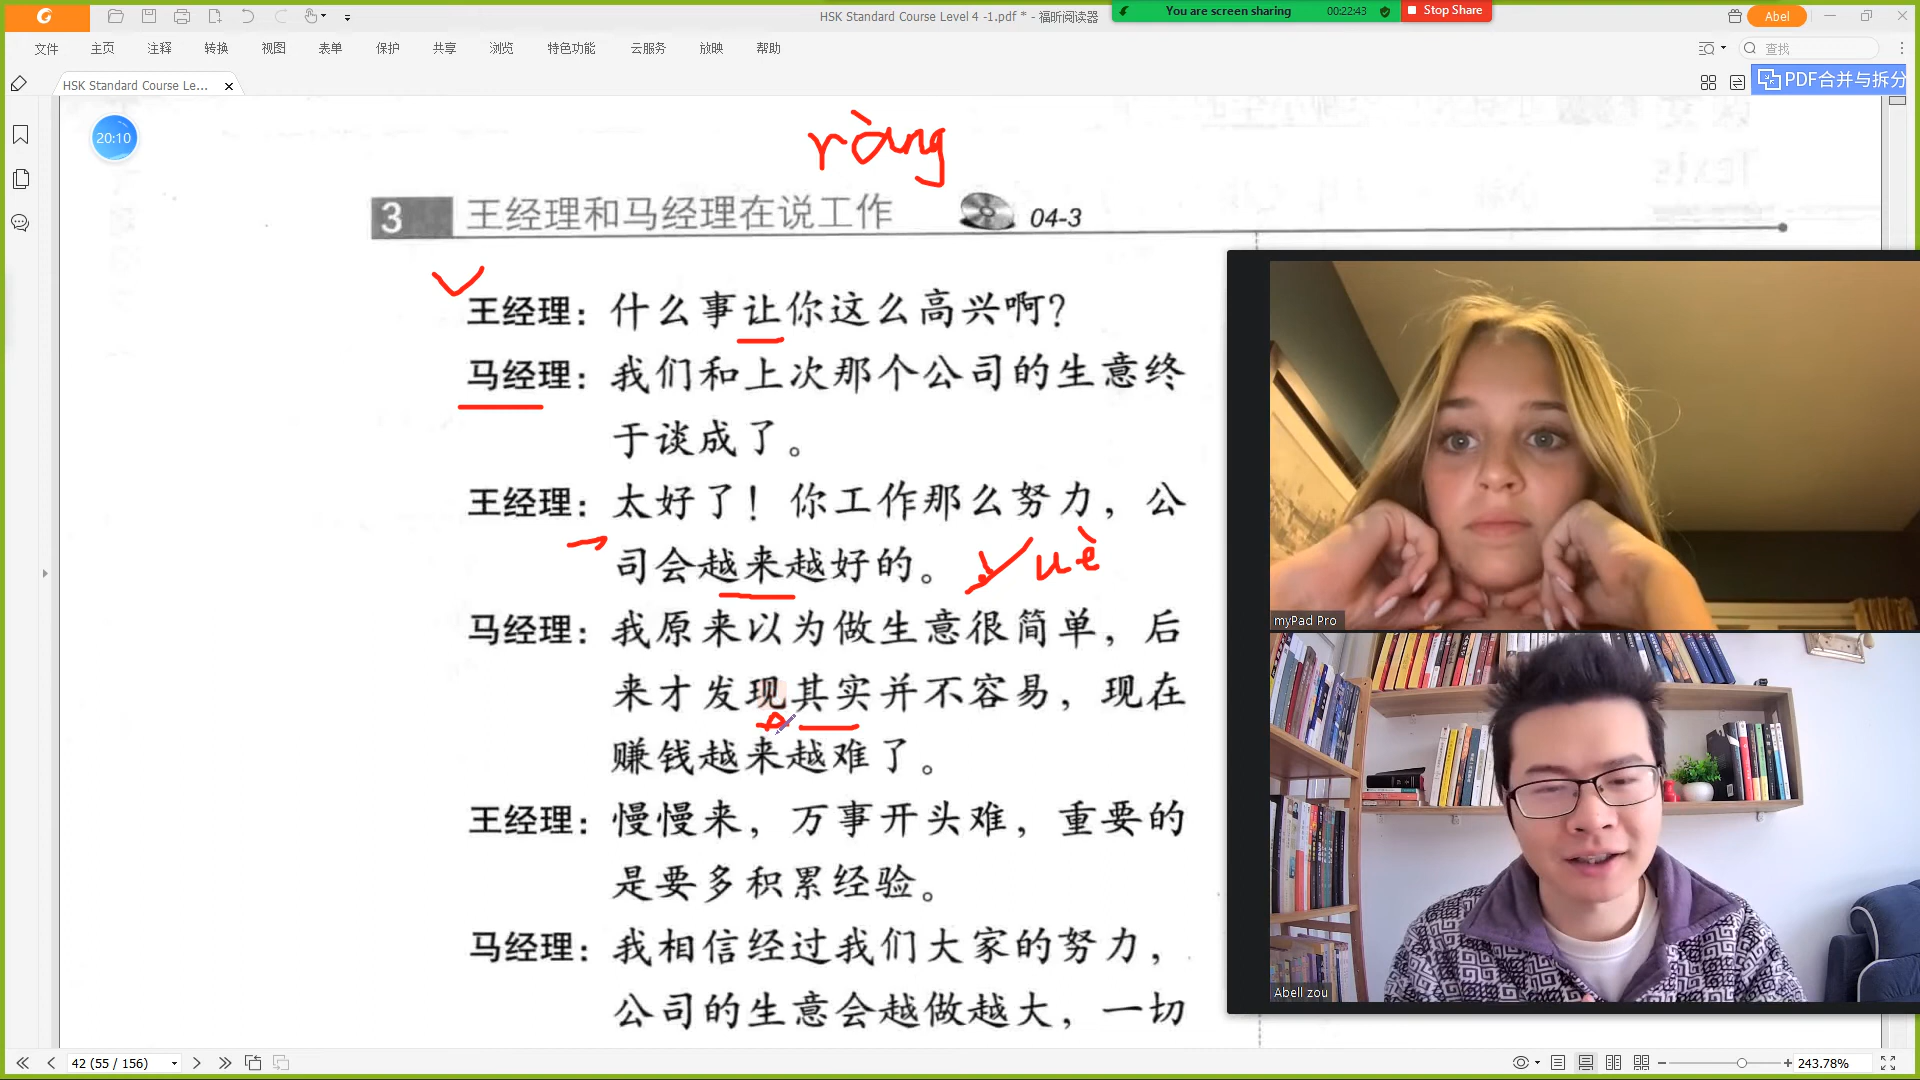 HSK Standard Course Level 4 -1.pdf * - 福昕阅读器
You are screen sharing
00:22:43
Stop Share
Abel
文件 主页 注释 转换 视图 表单 保护 共享 浏览 特色功能 云服务 放映 帮助
查找
HSK Standard Course Le...
PDF合并与拆分
20:10
ràng
3 王经理和马经理在说工作 04-3
王经理：什么事让你这么高兴啊？
马经理：我们和上次那个公司的生意终
于谈成了。
王经理：太好了！你工作那么努力，公
司会越来越好的。
yuè
马经理：我原来以为做生意很简单，后
来才发现其实并不容易，现在
赚钱越来越难了。
王经理：慢慢来，万事开头难，重要的
是要多积累经验。
马经理：我相信经过我们大家的努力，
公司的生意会越做越大，一切
myPad Pro
Abell zou
42 (55 / 156)
243.78%